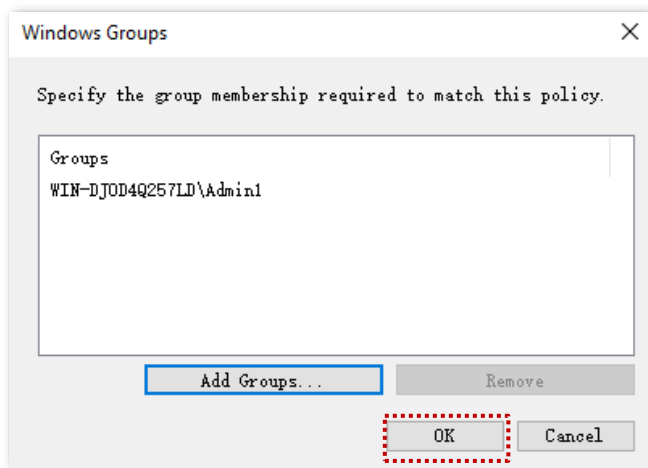 Windows Groups
Specify the group membership required to match this policy.
Groups
WIN-DJOD4Q257LD\Admin1
Add Groups...
Remove
OK
Cancel